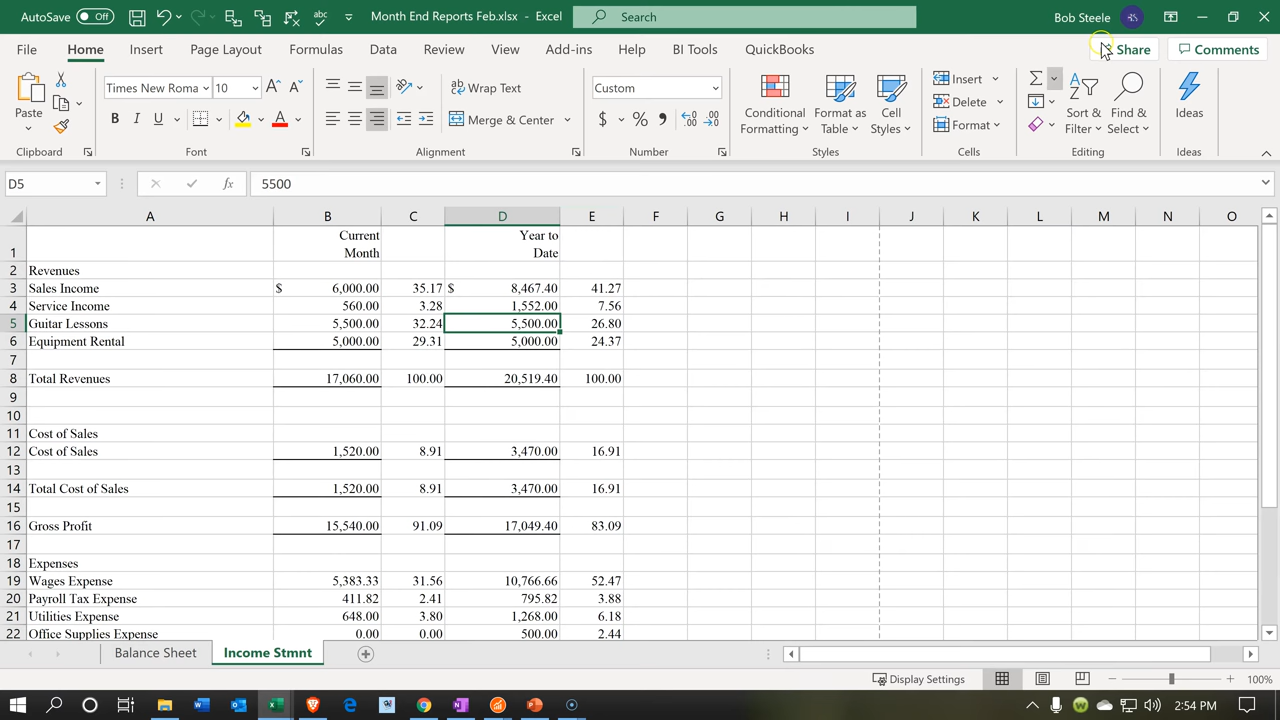 AutoSave Off Month End Reports Feb.xlsx - Excel Search Bob Steele BS
File Home Insert Page Layout Formulas Data Review View Add-ins Help BI Tools QuickBooks Share Comments
Paste Times New Roma 10 Wrap Text Custom Conditional Formatting Format as Table Cell Styles Insert Sort & Filter Find & Select Ideas
B I U A Merge & Center $ % Delete
Format
Clipboard Font Alignment Number Styles Cells Editing Ideas
D5 fx 5500
A B C D E F G H I J K L M N O
1 Current Month Year to Date
2 Revenues
3 Sales Income $ 6,000.00 35.17 $ 8,467.40 41.27
4 Service Income 560.00 3.28 1,552.00 7.56
5 Guitar Lessons 5,500.00 32.24 5,500.00 26.80
6 Equipment Rental 5,000.00 29.31 5,000.00 24.37
7
8 Total Revenues 17,060.00 100.00 20,519.40 100.00
9
10
11 Cost of Sales
12 Cost of Sales 1,520.00 8.91 3,470.00 16.91
13
14 Total Cost of Sales 1,520.00 8.91 3,470.00 16.91
15
16 Gross Profit 15,540.00 91.09 17,049.40 83.09
17
18 Expenses
19 Wages Expense 5,383.33 31.56 10,766.66 52.47
20 Payroll Tax Expense 411.82 2.41 795.82 3.88
21 Utilities Expense 648.00 3.80 1,268.00 6.18
22 Office Supplies Expense 0.00 0.00 500.00 2.44
Balance Sheet Income Stmnt
Display Settings 100%
2:54 PM